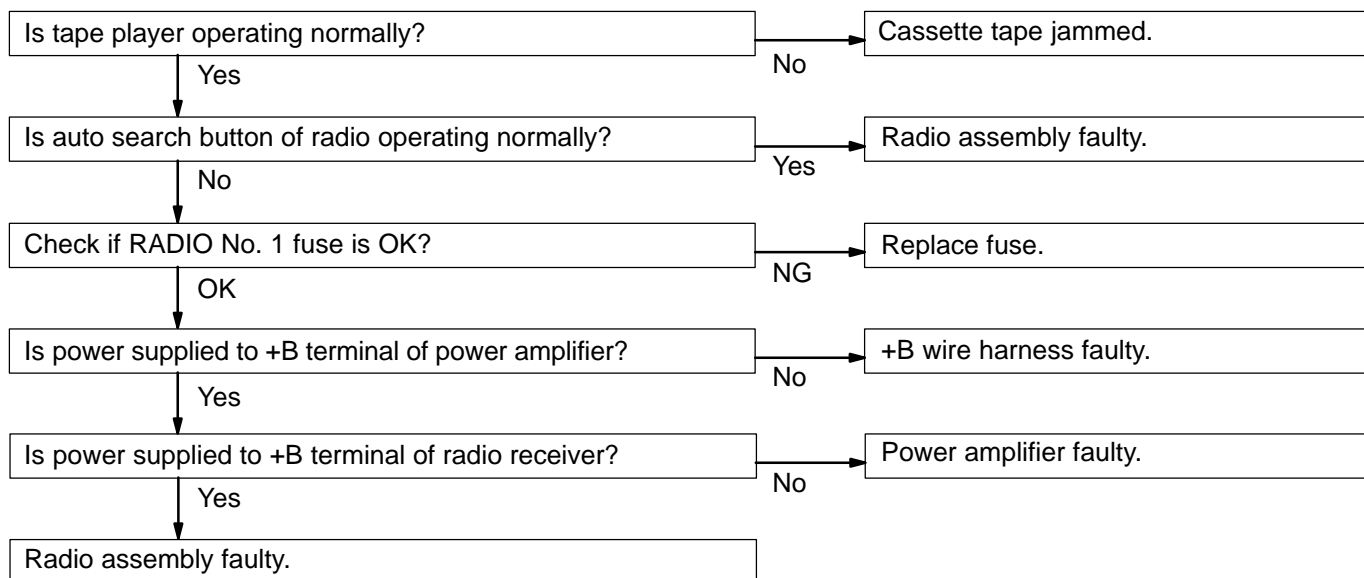 Is tape player operating normally?
Cassette tape jammed.
No
Yes
Is auto search button of radio operating normally?
Radio assembly faulty.
Yes
No
Check if RADIO No. 1 fuse is OK?
Replace fuse.
NG
OK
Is power supplied to +B terminal of power amplifier?
+B wire harness faulty.
No
Yes
Is power supplied to +B terminal of radio receiver?
Power amplifier faulty.
No
Yes
Radio assembly faulty.